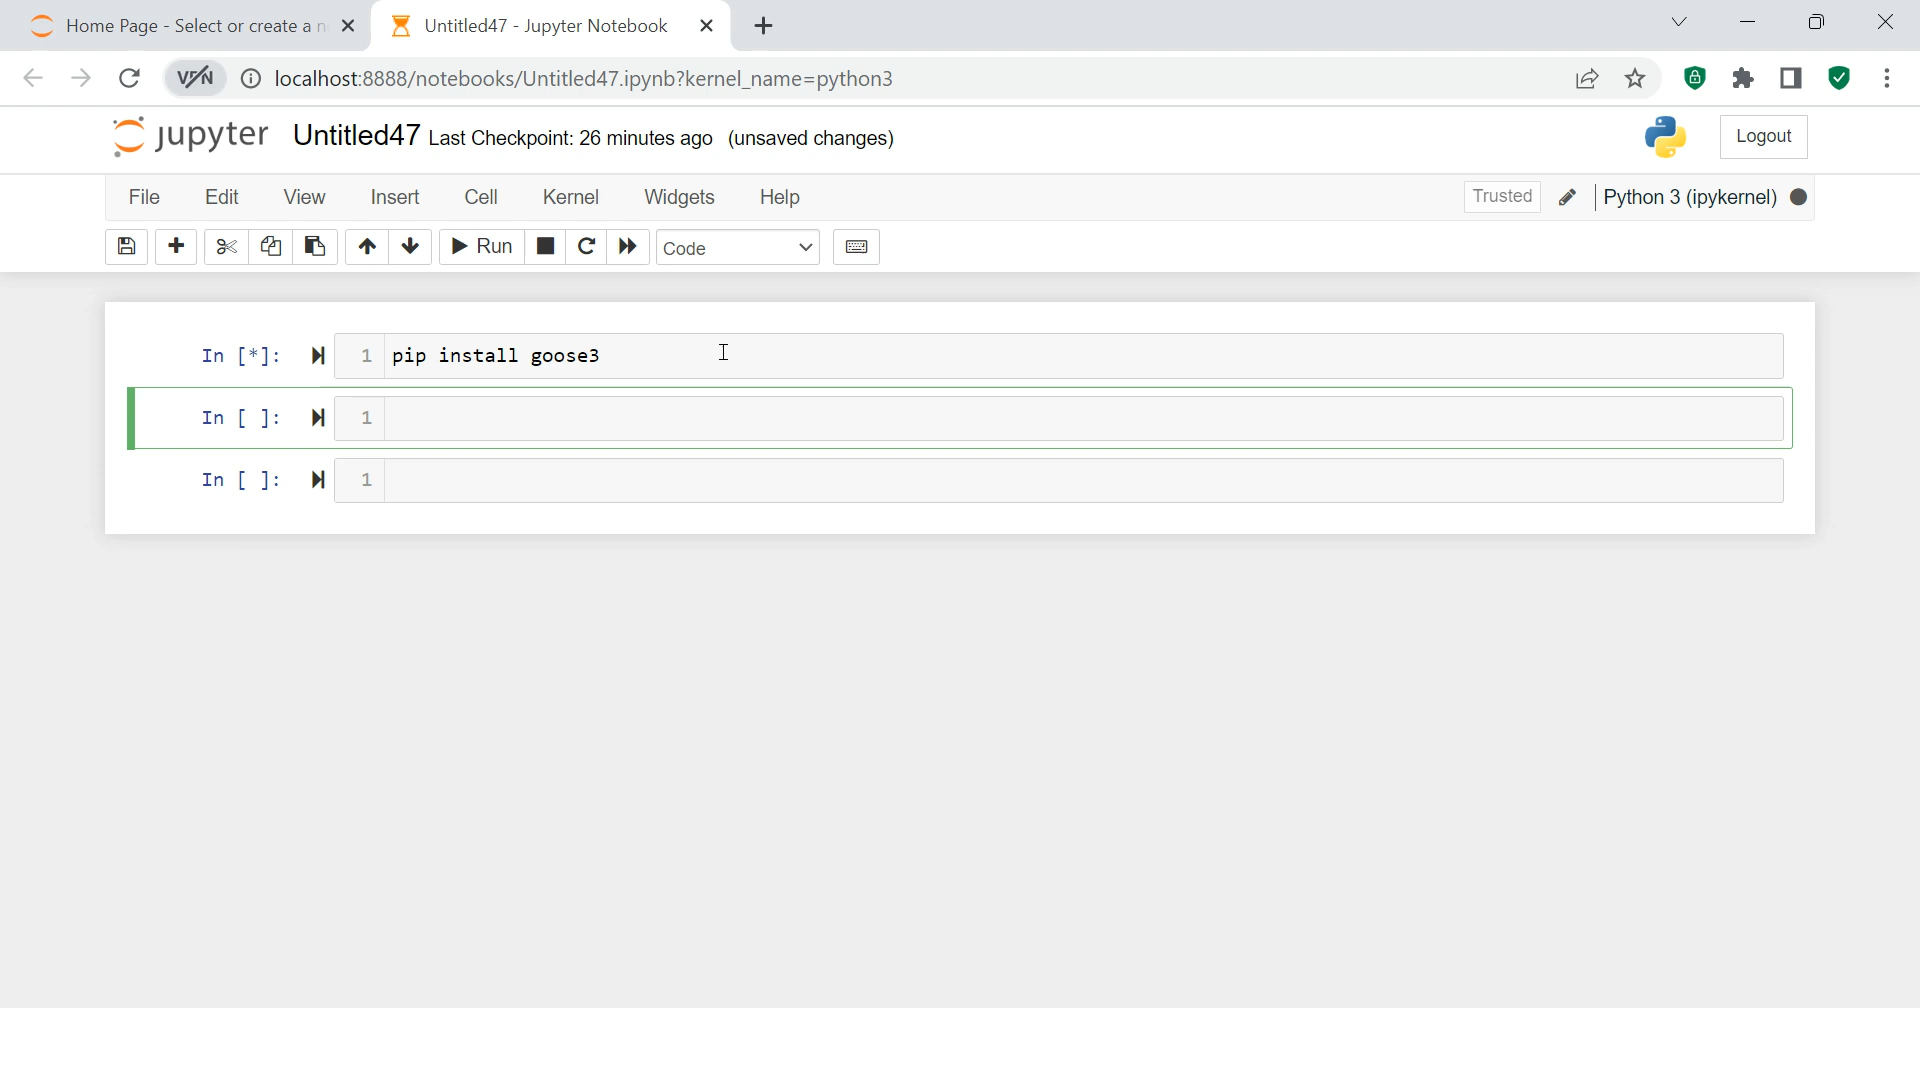 Home Page - Select or create a n
Untitled47 - Jupyter Notebook
VPN localhost:8888/notebooks/Untitled47.ipynb?kernel_name=python3
jupyter Untitled47 Last Checkpoint: 26 minutes ago (unsaved changes)
Logout
File Edit View Insert Cell Kernel Widgets Help
Trusted Python 3 (ipykernel)
Run Code
In [*]: 1 pip install goose3
In [ ]: 1
In [ ]: 1